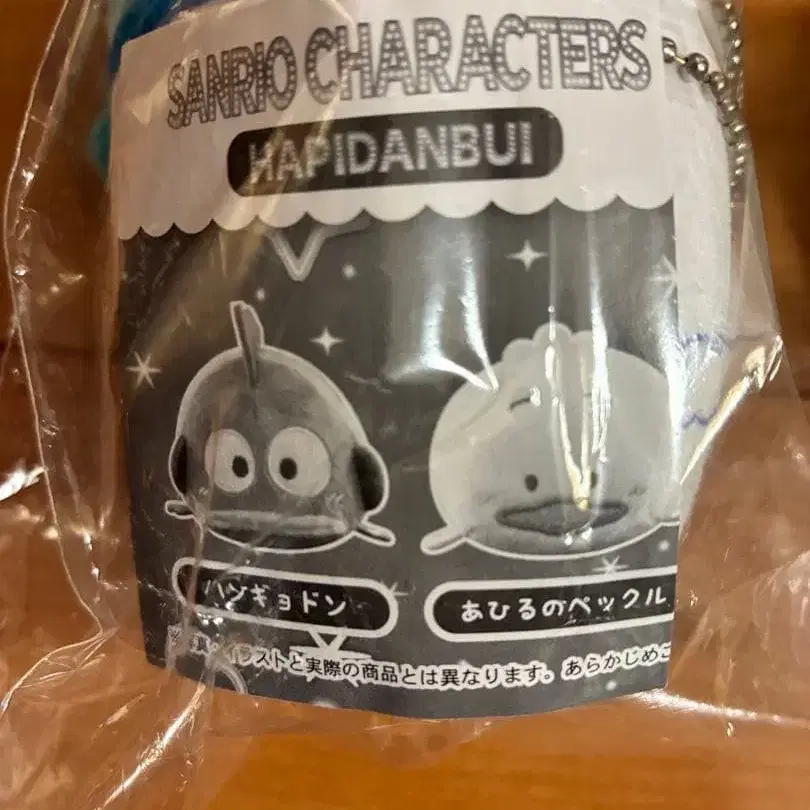 SANRIO CHARACTERS
HAPIDANBUI
ハンギョドン
あひるのペックル
※写真・イラストと実際の商品とは異なります。あらかじめご